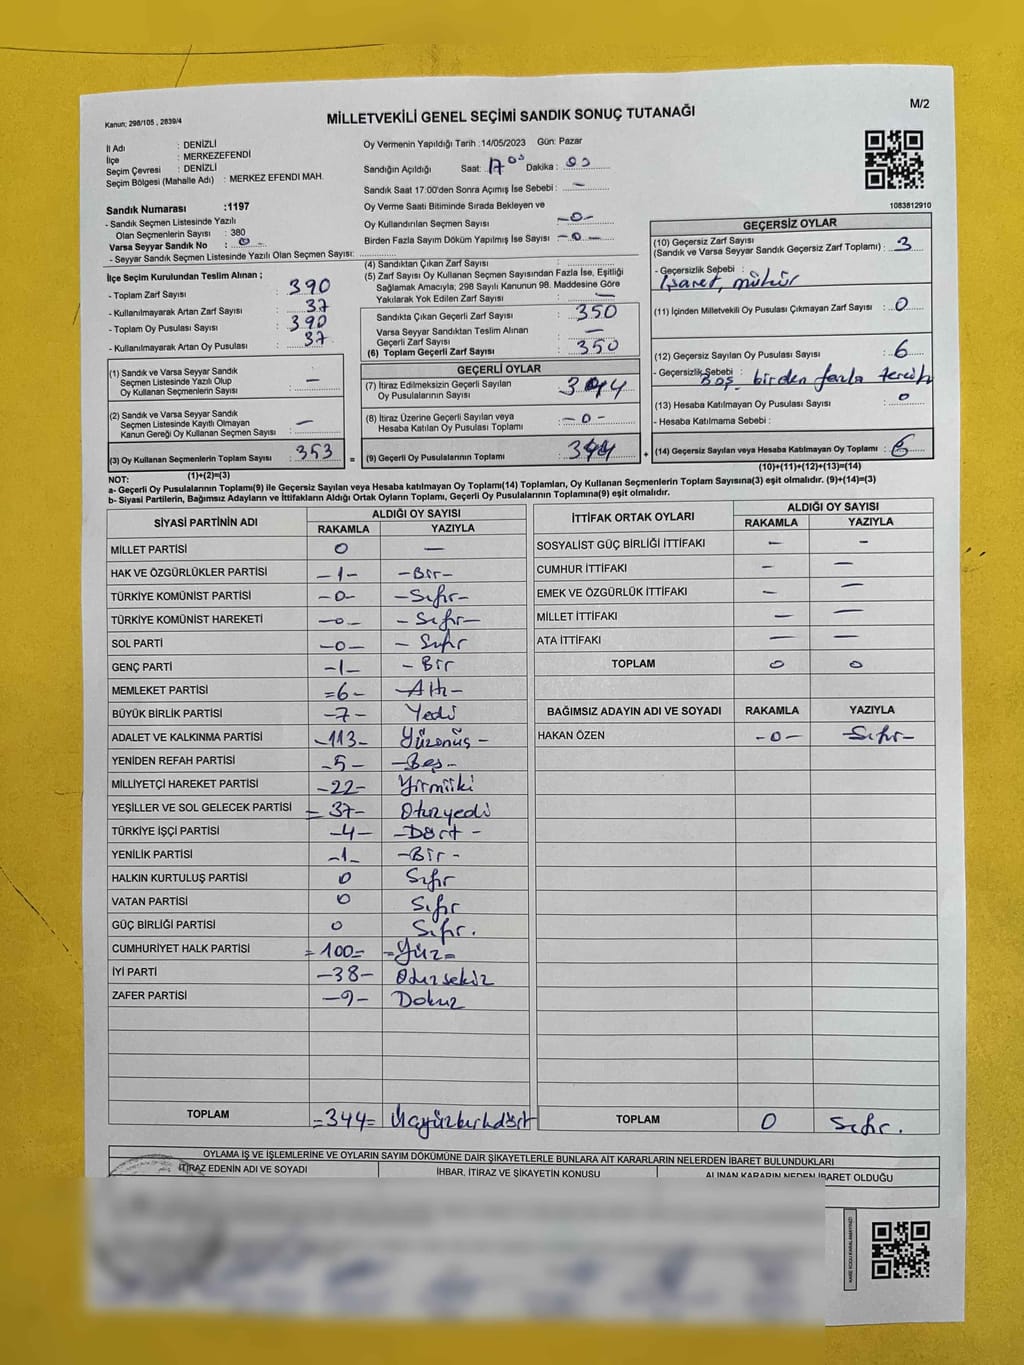 Kanun; 298/105 , 2839/4
MİLLETVEKİLİ GENEL SEÇİMİ SANDIK SONUÇ TUTANAĞI
M/2
İl Adı : DENİZLİ
İlçe : MERKEZEFENDİ
Seçim Çevresi : DENİZLİ
Seçim Bölgesi (Mahalle Adı) : MERKEZ EFENDI MAH.
Sandık Numarası :1197
- Sandık Seçmen Listesinde Yazılı
Olan Seçmenlerin Sayısı : 380
Varsa Seyyar Sandık No : 0 -
- Seyyar Sandık Seçmen Listesinde Yazılı Olan Seçmen Sayısı:
Oy Vermenin Yapıldığı Tarih :14/05/2023 Gün: Pazar
Sandığın Açıldığı Saat: 17 00 Dakika : 00
Sandık Saat 17:00'den Sonra Açılmış İse Sebebi : -
Oy Verme Saati Bitiminde Sırada Bekleyen ve
Oy Kullandırılan Seçmen Sayısı : -0-
Birden Fazla Sayım Döküm Yapılmış İse Sayısı : -0-
1083812910
İlçe Seçim Kurulundan Teslim Alınan ;
- Toplam Zarf Sayısı : 390
- Kullanılmayarak Artan Zarf Sayısı : 37
- Toplam Oy Pusulası Sayısı : 390
- Kullanılmayarak Artan Oy Pusulası : 37
(1) Sandık ve Varsa Seyyar Sandık
Seçmen Listesinde Yazılı Olup
Oy Kullanan Seçmenlerin Sayısı : -
(2) Sandık ve Varsa Seyyar Sandık
Seçmen Listesinde Kayıtlı Olmayan
Kanun Gereği Oy Kullanan Seçmen Sayısı : -
(3) Oy Kullanan Seçmenlerin Toplam Sayısı : 353
(1)+(2)=(3)
(4) Sandıktan Çıkan Zarf Sayısı :
(5) Zarf Sayısı Oy Kullanan Seçmen Sayısından Fazla İse, Eşitliği
Sağlamak Amacıyla; 298 Sayılı Kanunun 98. Maddesine Göre
Yakılarak Yok Edilen Zarf Sayısı : -
Sandıkta Çıkan Geçerli Zarf Sayısı : 350
Varsa Seyyar Sandıktan Teslim Alınan
Geçerli Zarf Sayısı : -
(6) Toplam Geçerli Zarf Sayısı : 350
GEÇERLİ OYLAR
(7) İtiraz Edilmeksizin Geçerli Sayılan
Oy Pusulalarının Sayısı : 344
(8) İtiraz Üzerine Geçerli Sayılan veya
Hesaba Katılan Oy Pusulası Toplamı : -0-
= (9) Geçerli Oy Pusulalarının Toplamı : 344
GEÇERSİZ OYLAR
(10) Geçersiz Zarf Sayısı
(Sandık ve Varsa Seyyar Sandık Geçersiz Zarf Toplamı) : 3
- Geçersizlik Sebebi :
İşaret, mühür
(11) İçinden Milletvekili Oy Pusulası Çıkmayan Zarf Sayısı : 0
(12) Geçersiz Sayılan Oy Pusulası Sayısı : 6
- Geçersizlik Sebebi : Boş - birden fazla tercih
(13) Hesaba Katılmayan Oy Pusulası Sayısı : 0
- Hesaba Katılmama Sebebi :
+ (14) Geçersiz Sayılan veya Hesaba Katılmayan Oy Toplamı : 6
(10)+(11)+(12)+(13)=(14)
NOT:
a- Geçerli Oy Pusulaları Toplamı(9) ile Geçersiz Sayılan veya Hesaba katılmayan Oy Toplamı(14) Toplamları, Oy Kullanan Seçmenlerin Toplam Sayısına(3) eşit olmalıdır. (9)+(14)=(3)
b- Siyasi Partilerin, Bağımsız Adayların ve İttifakların Aldığı Ortak Oyların Toplamı, Geçerli Oy Pusulalarının Toplamına(9) eşit olmalıdır.
SİYASİ PARTİNİN ADI ALDIĞI OY SAYISI
RAKAMLA YAZIYLA
MİLLET PARTİSİ 0 -
HAK VE ÖZGÜRLÜKLER PARTİSİ -1- -Bir-
TÜRKİYE KOMÜNİST PARTİSİ -0- -Sıfır-
TÜRKİYE KOMÜNİST HAREKETİ -0- -Sıfır-
SOL PARTİ -0- - Sıfır
GENÇ PARTİ -1- -Bir
MEMLEKET PARTİSİ =6- -Altı-
BÜYÜK BİRLİK PARTİSİ -7- Yedi
ADALET VE KALKINMA PARTİSİ -113- Yüzonüş -
YENİDEN REFAH PARTİSİ -5- -Beş-
MİLLİYETÇİ HAREKET PARTİSİ -22- Yirmiiki
YEŞİLLER VE SOL GELECEK PARTİSİ =37- Otuzyedi
TÜRKİYE İŞÇİ PARTİSİ -4- -Dört -
YENİLİK PARTİSİ -1- -Bir -
HALKIN KURTULUŞ PARTİSİ 0 Sıfır
VATAN PARTİSİ 0 Sıfır
GÜÇ BİRLİĞİ PARTİSİ 0 Sıfır.
CUMHURİYET HALK PARTİSİ =100= =Yüz=
İYİ PARTİ -38- Otuzsekiz
ZAFER PARTİSİ -9- Dokuz
TOPLAM =344= Üçyüzkırkdört
İTTİFAK ORTAK OYLARI ALDIĞI OY SAYISI
RAKAMLA YAZIYLA
SOSYALİST GÜÇ BİRLİĞİ İTTİFAKI - -
CUMHUR İTTİFAKI - -
EMEK VE ÖZGÜRLÜK İTTİFAKI - -
MİLLET İTTİFAKI - -
ATA İTTİFAKI - -
TOPLAM 0 0
BAĞIMSIZ ADAYIN ADI VE SOYADI RAKAMLA YAZIYLA
HAKAN ÖZEN -0- -Sıfır-
TOPLAM 0 Sıfır.
OYLAMA İŞ VE İŞLEMLERİNE VE OYLARIN SAYIM DÖKÜMÜNE DAİR ŞİKAYETLERLE BUNLARA AİT KARARLARIN NELERDEN İBARET BULUNDUKLARI
İTİRAZ EDENİN ADI VE SOYADI İHBAR, İTİRAZ VE ŞİKAYETİN KONUSU ALINAN KARARIN NEDEN İBARET OLDUĞU
KARE KODU KARALAMAYINIZ!